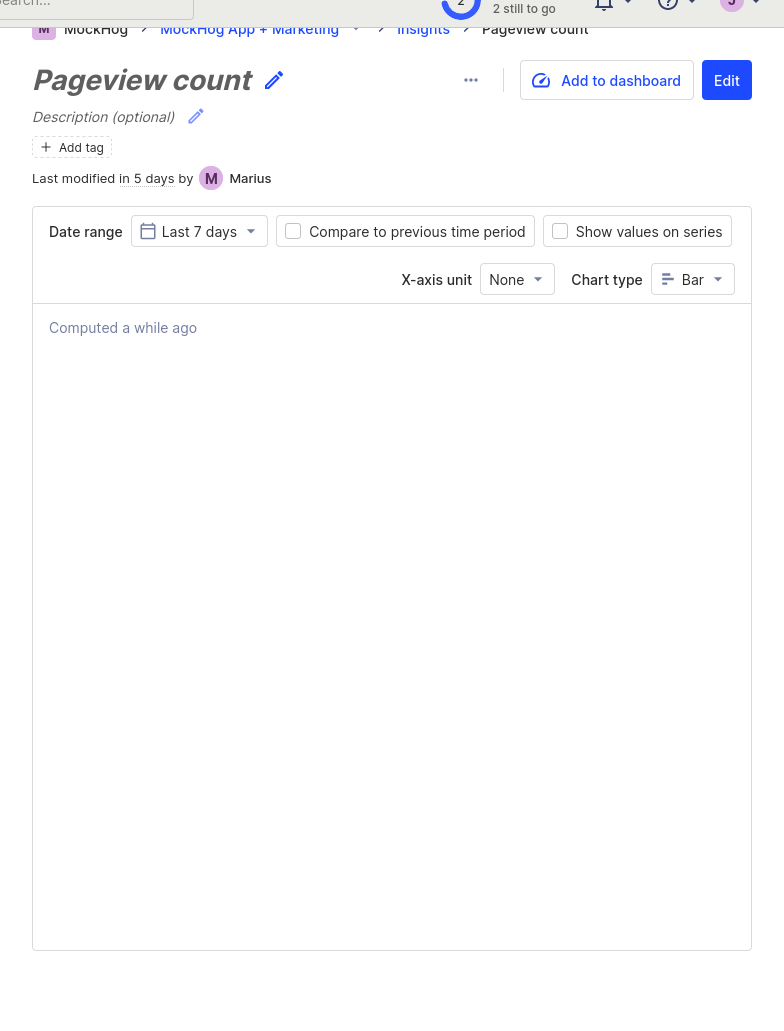 Search...
2
2 still to go
J
M MockHog MockHog App + Marketing Insights Pageview count
Pageview count
Add to dashboard
Edit
Description (optional)
Add tag
Last modified in 5 days by M Marius
Date range Last 7 days Compare to previous time period Show values on series
X-axis unit None Chart type Bar
Computed a while ago